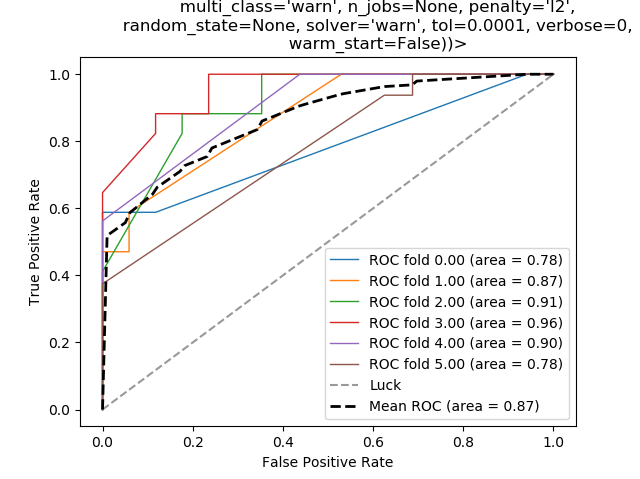 multi_class='warn', n_jobs=None, penalty='l2',
random_state=None, solver='warn', tol=0.0001, verbose=0,
warm_start=False))>
1.0
0.8
0.6
0.4
0.2
0.0
True Positive Rate
ROC fold 0.00 (area = 0.78)
ROC fold 1.00 (area = 0.87)
ROC fold 2.00 (area = 0.91)
ROC fold 3.00 (area = 0.96)
ROC fold 4.00 (area = 0.90)
ROC fold 5.00 (area = 0.78)
Luck
Mean ROC (area = 0.87)
0.0 0.2 0.4 0.6 0.8 1.0
False Positive Rate